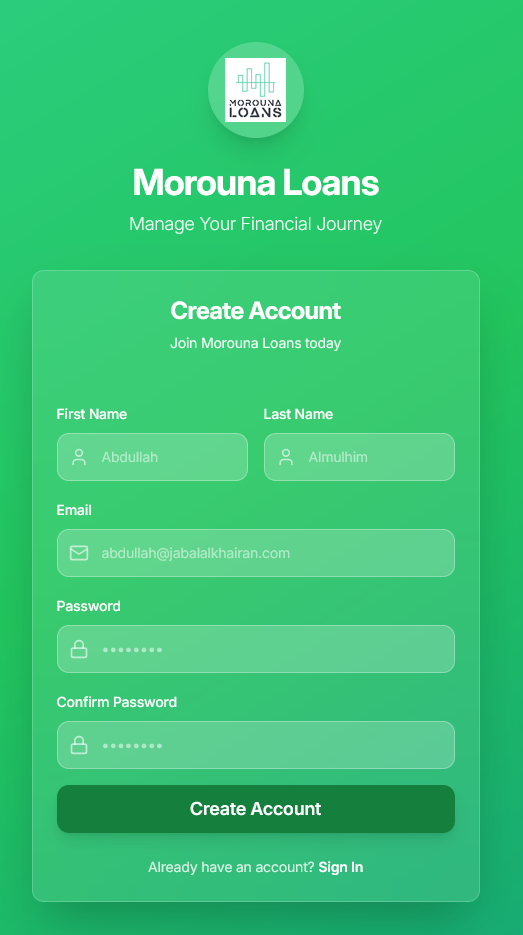 MOROUNA
LOANS
Morouna Loans
Manage Your Financial Journey
Create Account
Join Morouna Loans today
First Name
Last Name
Abdullah
Almulhim
Email
abdullah@jabalalkhairan.com
Password
••••••••
Confirm Password
••••••••
Create Account
Already have an account? Sign In